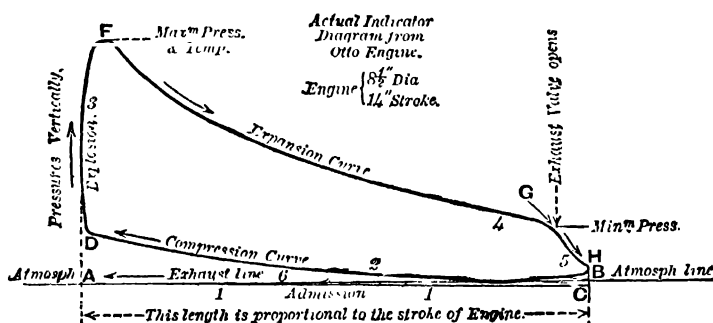 F
Max^m Press.
& Temp.
Actual Indicator
Diagram from
Otto Engine.
Engine { 8½" Dia
14" Stroke.
Exhaust Valve opens
Pressures Vertically.
Explosion. 3
Expansion Curve
G
4
Min^m Press.
D
Compression Curve
2
5
H
B
Atmosph
A
Exhaust line
6
Atmosph line
C
1
Admission
1
This length is proportional to the stroke of Engine.